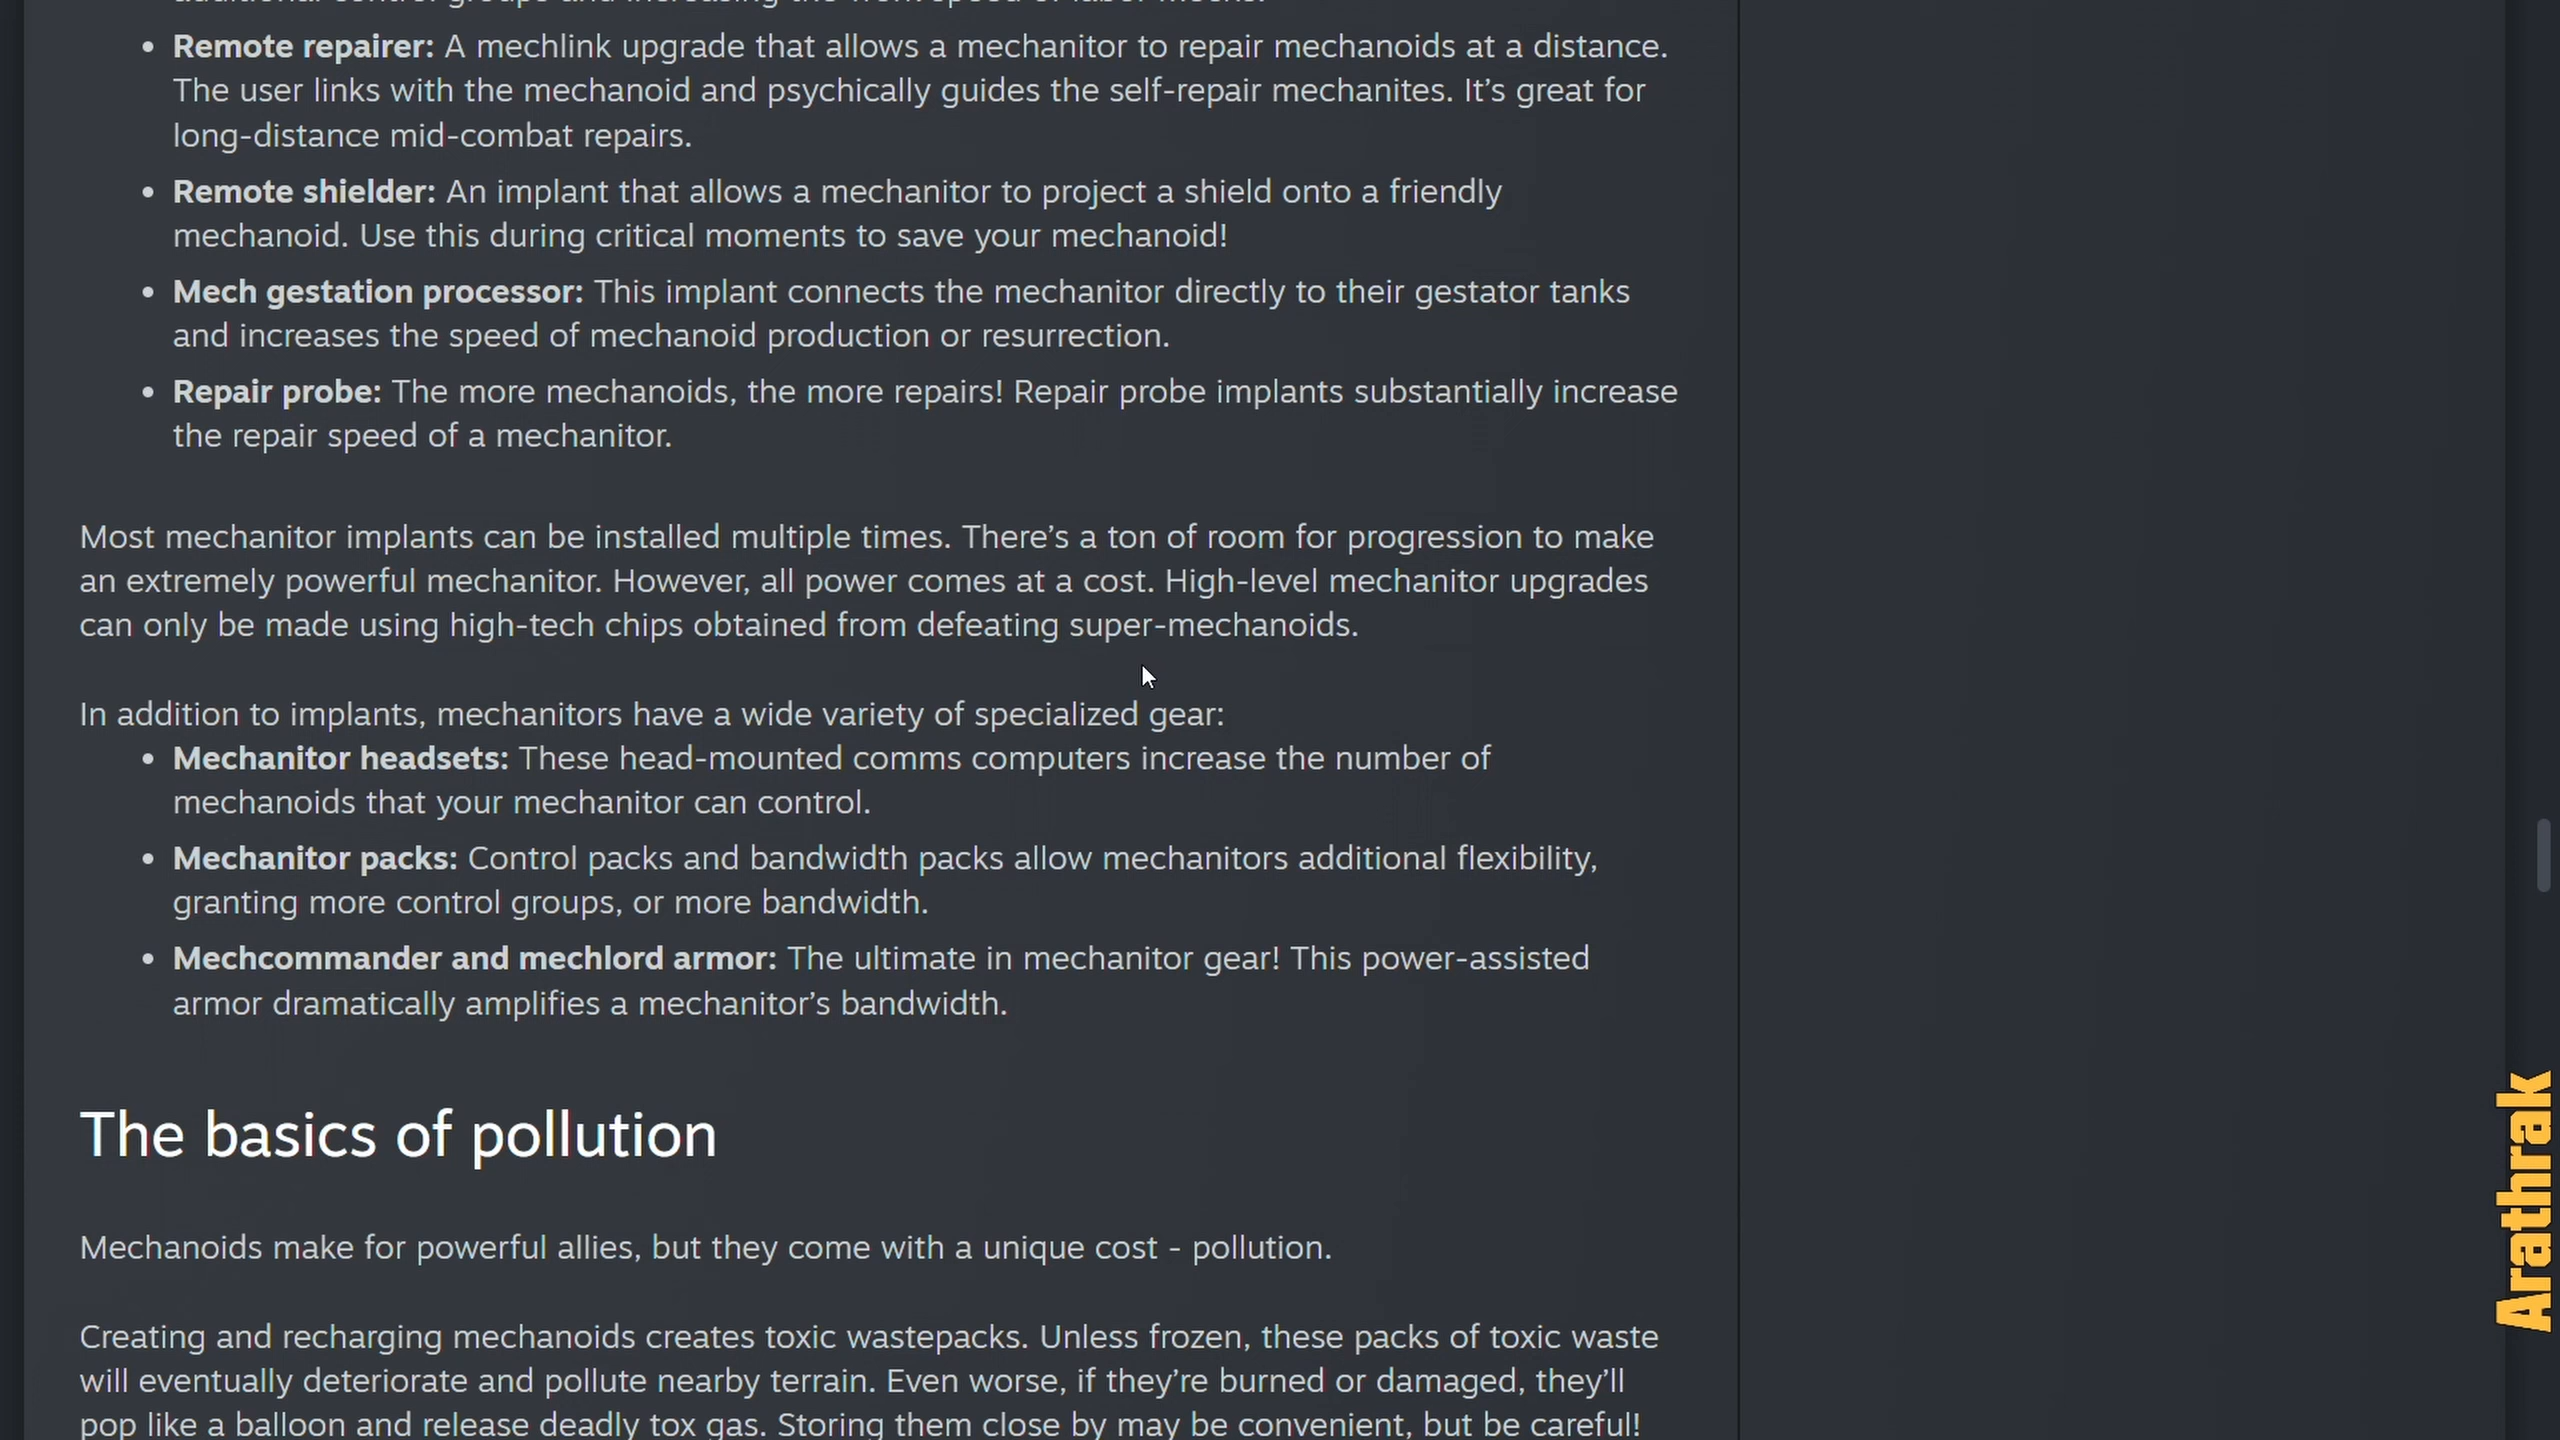 • Remote repairer: A mechlink upgrade that allows a mechanitor to repair mechanoids at a distance.
The user links with the mechanoid and psychically guides the self-repair mechanites. It’s great for
long-distance mid-combat repairs.
• Remote shielder: An implant that allows a mechanitor to project a shield onto a friendly
mechanoid. Use this during critical moments to save your mechanoid!
• Mech gestation processor: This implant connects the mechanitor directly to their gestator tanks
and increases the speed of mechanoid production or resurrection.
• Repair probe: The more mechanoids, the more repairs! Repair probe implants substantially increase
the repair speed of a mechanitor.
Most mechanitor implants can be installed multiple times. There’s a ton of room for progression to make
an extremely powerful mechanitor. However, all power comes at a cost. High-level mechanitor upgrades
can only be made using high-tech chips obtained from defeating super-mechanoids.
In addition to implants, mechanitors have a wide variety of specialized gear:
• Mechanitor headsets: These head-mounted comms computers increase the number of
mechanoids that your mechanitor can control.
• Mechanitor packs: Control packs and bandwidth packs allow mechanitors additional flexibility,
granting more control groups, or more bandwidth.
• Mechcommander and mechlord armor: The ultimate in mechanitor gear! This power-assisted
armor dramatically amplifies a mechanitor’s bandwidth.
The basics of pollution
Mechanoids make for powerful allies, but they come with a unique cost - pollution.
Creating and recharging mechanoids creates toxic wastepacks. Unless frozen, these packs of toxic waste
will eventually deteriorate and pollute nearby terrain. Even worse, if they’re burned or damaged, they’ll
pop like a balloon and release deadly tox gas. Storing them close by may be convenient, but be careful!
Arathrak